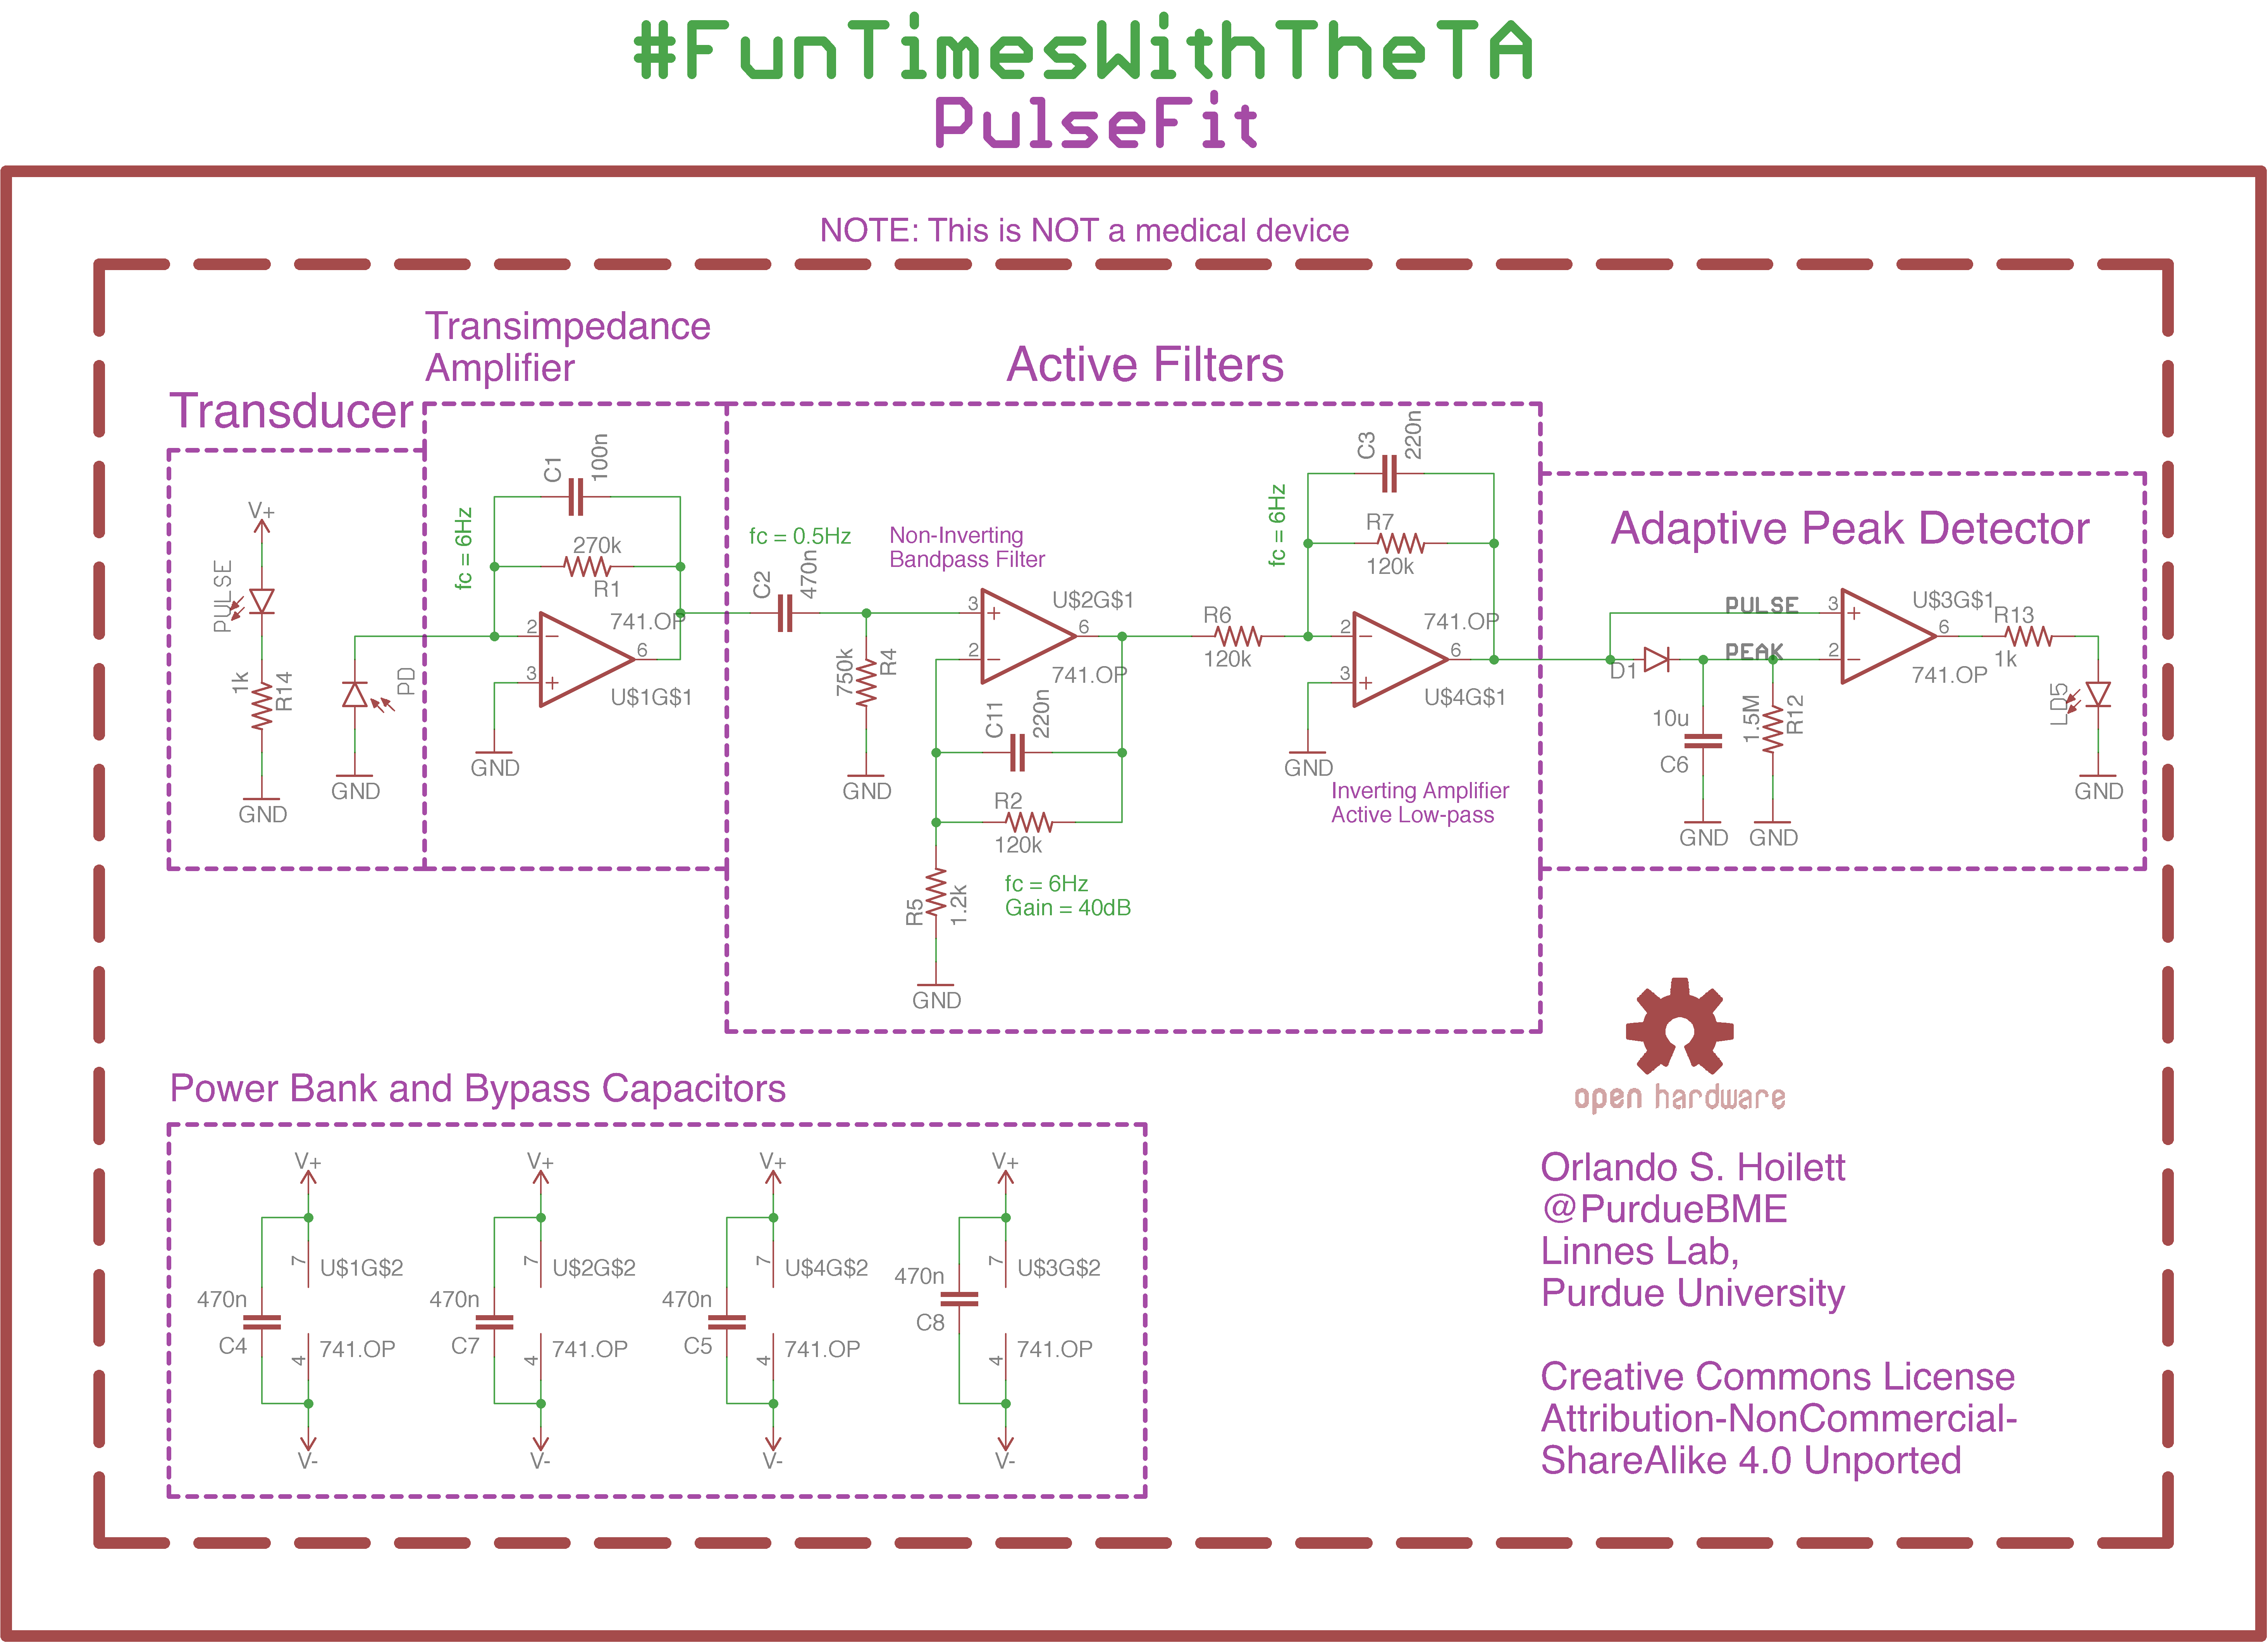 #FunTimesWithTheTA
PulseFit
NOTE: This is NOT a medical device
Transducer
V+
PULSE
1k
R14
GND
PD
GND
Transimpedance
Amplifier
fc = 6Hz
C1
100n
270k
R1
741.OP
2
3
6
U$1G$1
GND
Active Filters
fc = 0.5Hz
C2
470n
Non-Inverting
Bandpass Filter
750k
R4
GND
3
2
6
U$2G$1
741.OP
C11
220n
R2
120k
fc = 6Hz
Gain = 40dB
R5
1.2k
GND
R6
120k
fc = 6Hz
C3
220n
R7
120k
741.OP
2
3
6
U$4G$1
GND
Inverting Amplifier
Active Low-pass
Adaptive Peak Detector
PULSE
PEAK
D1
10u
C6
GND
1.5M
R12
GND
3
2
6
U$3G$1
741.OP
R13
1k
LD5
GND
open hardware
Power Bank and Bypass Capacitors
V+
7
U$1G$2
470n
C4
4
741.OP
V-
V+
7
U$2G$2
470n
C7
4
741.OP
V-
V+
7
U$4G$2
470n
C5
4
741.OP
V-
V+
7
U$3G$2
470n
C8
4
741.OP
V-
Orlando S. Hoilett
@PurdueBME
Linnes Lab,
Purdue University
Creative Commons License
Attribution-NonCommercial-
ShareAlike 4.0 Unported